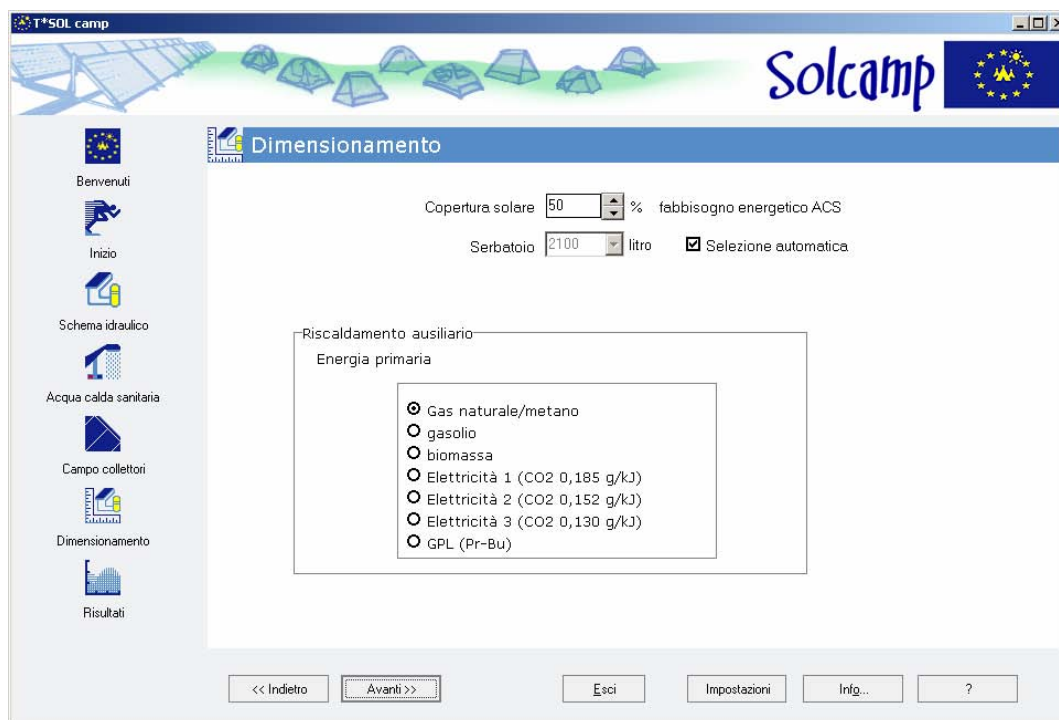 T*SOL camp
Solcamp
Benvenuti
Inizio
Schema idraulico
Acqua calda sanitaria
Campo collettori
Dimensionamento
Risultati
Dimensionamento
Copertura solare 50 % fabbisogno energetico ACS
Serbatoio 2100 litro Selezione automatica
Riscaldamento ausiliario
Energia primaria
Gas naturale/metano
gasolio
biomassa
Elettricità 1 (CO2 0,185 g/kJ)
Elettricità 2 (CO2 0,152 g/kJ)
Elettricità 3 (CO2 0,130 g/kJ)
GPL (Pr-Bu)
<< Indietro Avanti >> Esci Impostazioni Info... ?